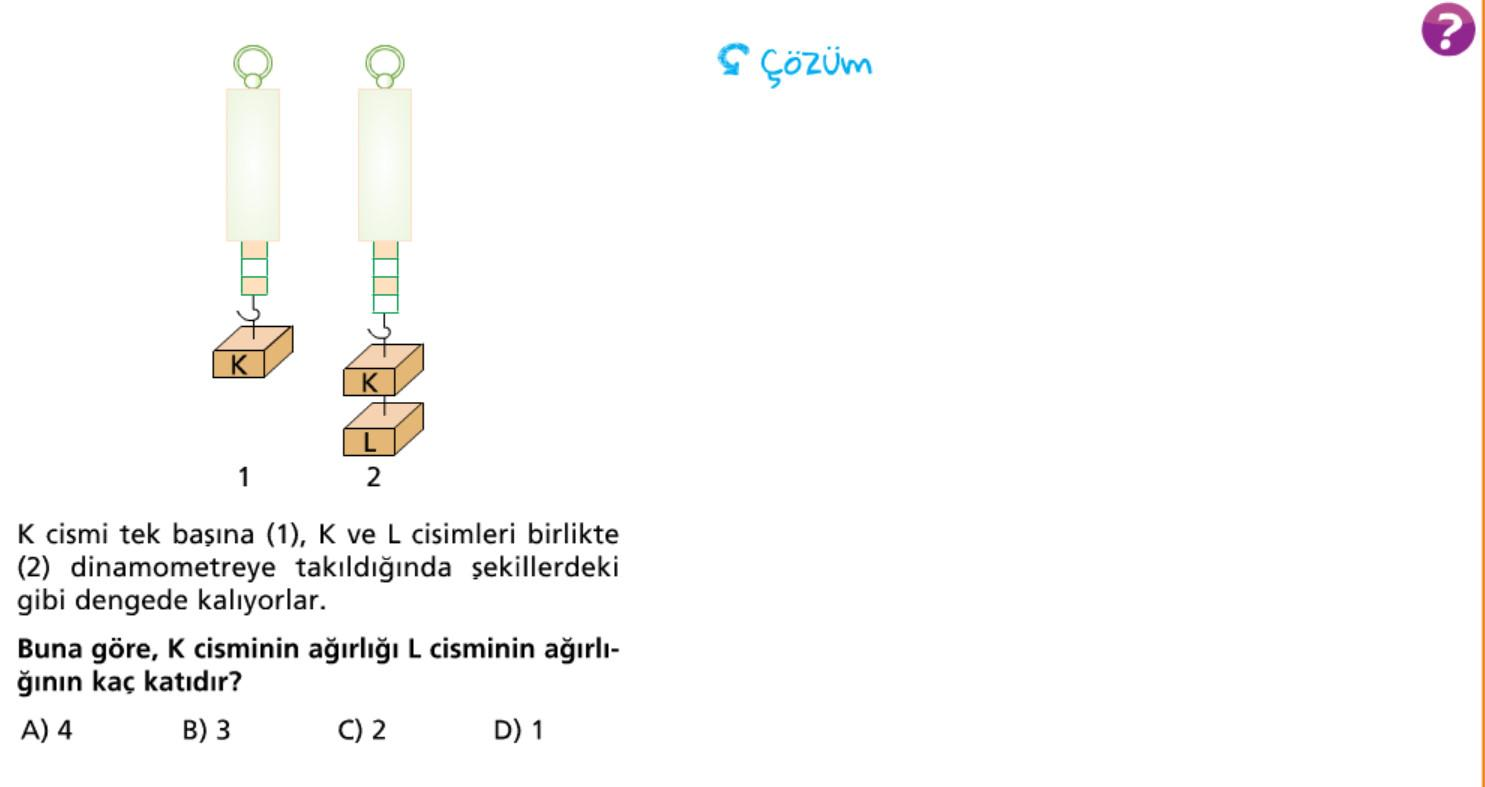 ?
Çözüm
K
K
L
1 2
K cismi tek başına (1), K ve L cisimleri birlikte
(2) dinamometreye takıldığında şekillerdeki
gibi dengede kalıyorlar.
Buna göre, K cisminin ağırlığı L cisminin ağırlı-
ğının kaç katıdır?
A) 4 B) 3 C) 2 D) 1